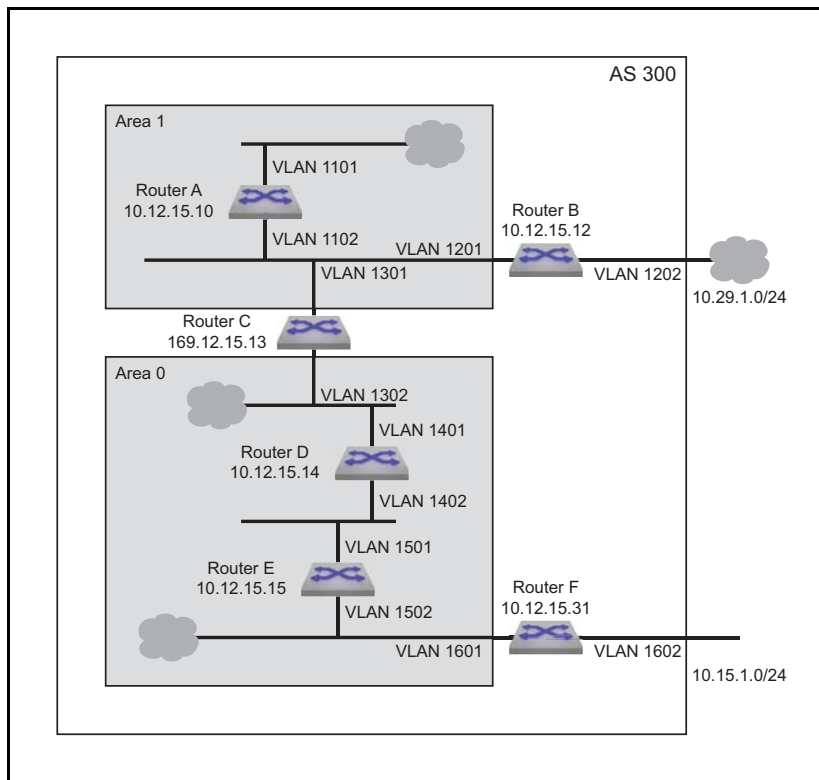 AS 300
Area 1
VLAN 1101
Router A
10.12.15.10
VLAN 1102
VLAN 1201
Router B
10.12.15.12
VLAN 1202
VLAN 1301
10.29.1.0/24
Router C
169.12.15.13
Area 0
VLAN 1302
VLAN 1401
Router D
10.12.15.14
VLAN 1402
VLAN 1501
Router E
10.12.15.15
Router F
10.12.15.31
VLAN 1502
VLAN 1601
VLAN 1602
10.15.1.0/24